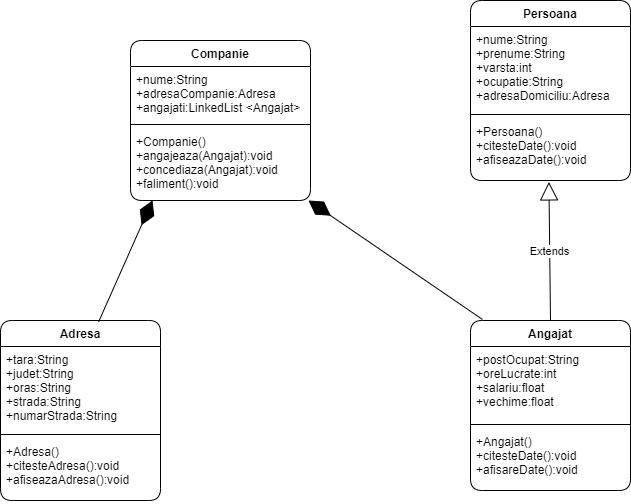 Persoana
+nume:String
+prenume:String
+varsta:int
+ocupatie:String
+adresaDomiciliu:Adresa
+Persoana()
+citesteDate():void
+afiseazaDate():void
Companie
+nume:String
+adresaCompanie:Adresa
+angajati:LinkedList <Angajat>
+Companie()
+angajeaza(Angajat):void
+concediaza(Angajat):void
+faliment():void
Extends
Adresa
+tara:String
+judet:String
+oras:String
+strada:String
+numarStrada:String
+Adresa()
+citesteAdresa():void
+afiseazaAdresa():void
Angajat
+postOcupat:String
+oreLucrate:int
+salariu:float
+vechime:float
+Angajat()
+citesteDate():void
+afisareDate():void